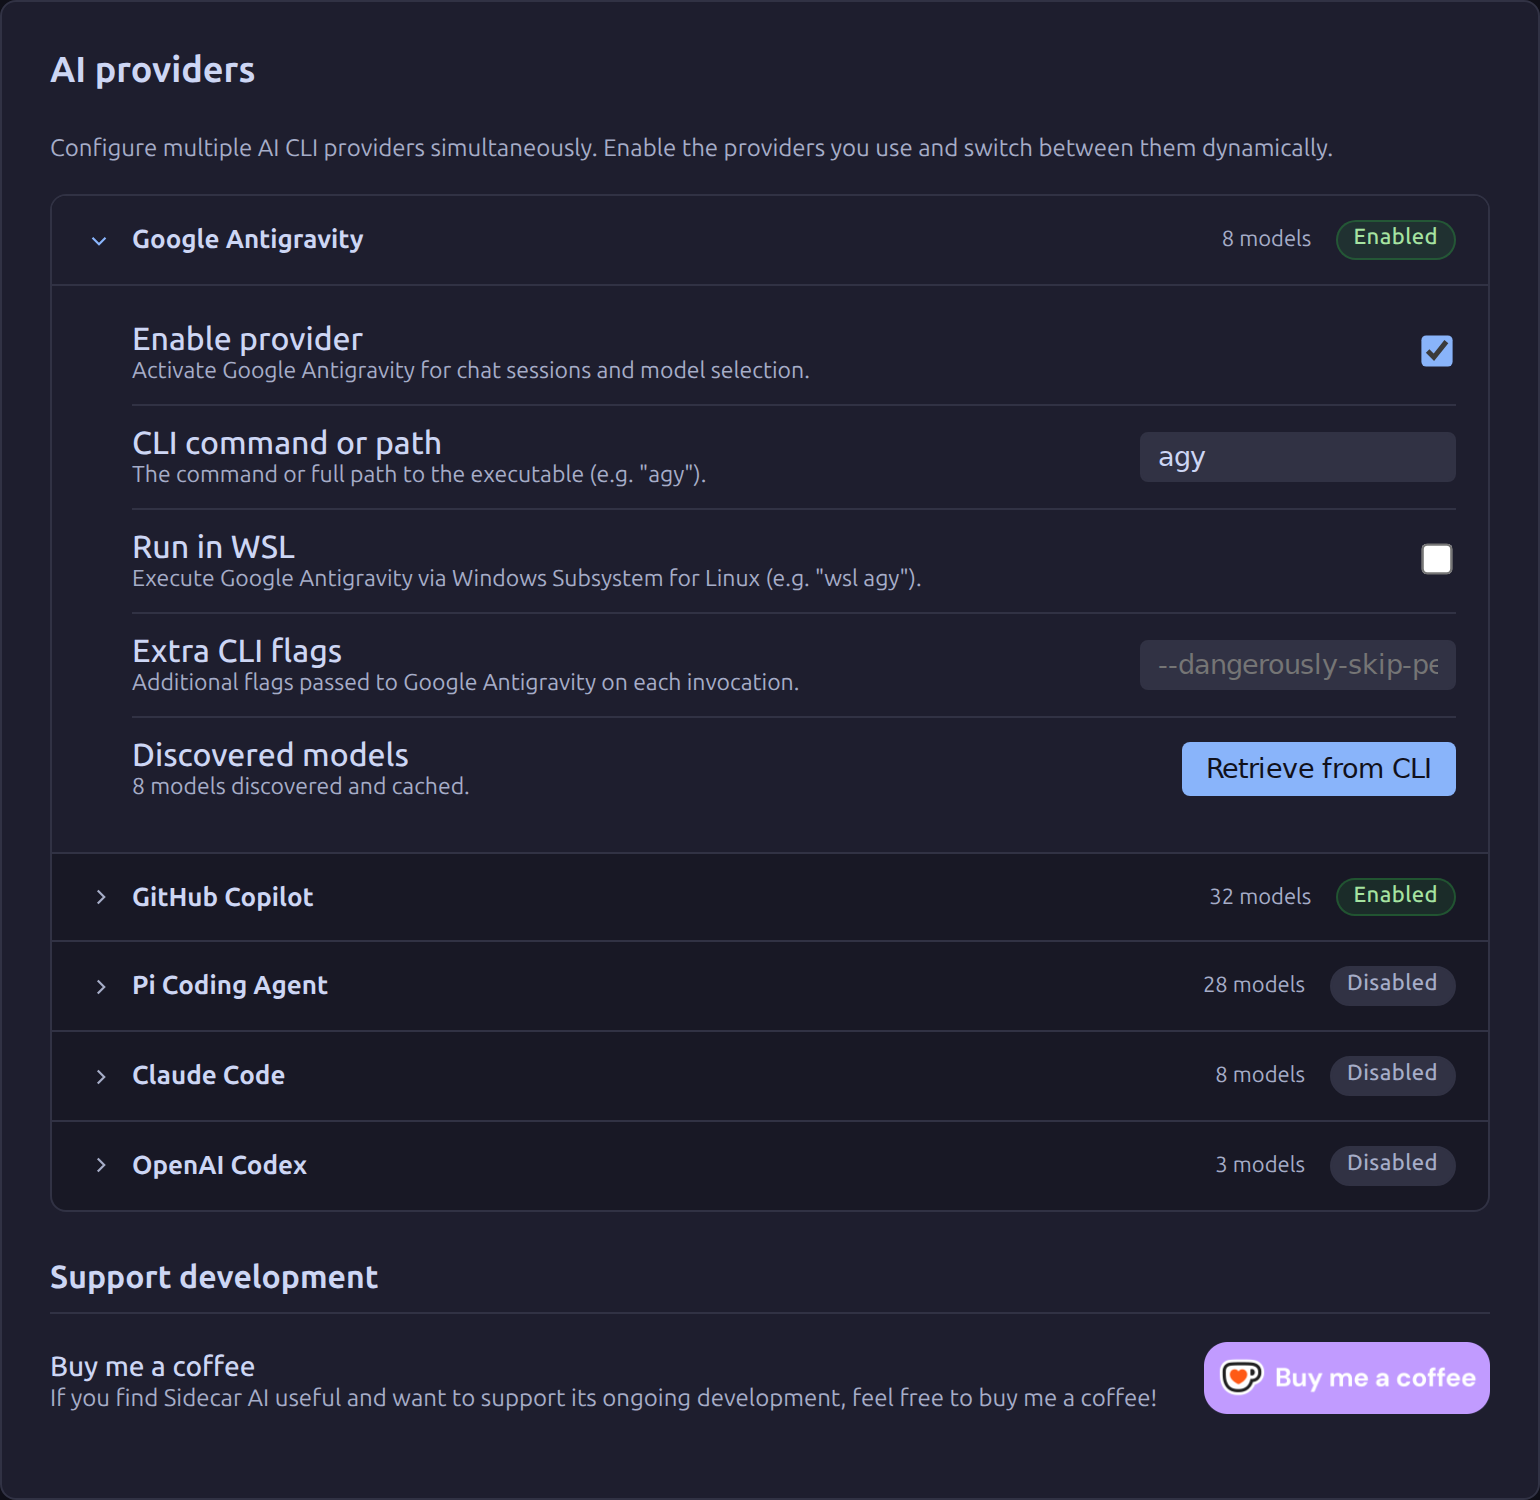 AI providers
Configure multiple AI CLI providers simultaneously. Enable the providers you use and switch between them dynamically.
Google Antigravity
8 models
Enabled
Enable provider
Activate Google Antigravity for chat sessions and model selection.
CLI command or path
The command or full path to the executable (e.g. "agy").
agy
Run in WSL
Execute Google Antigravity via Windows Subsystem for Linux (e.g. "wsl agy").
Extra CLI flags
Additional flags passed to Google Antigravity on each invocation.
--dangerously-skip-pe
Discovered models
8 models discovered and cached.
Retrieve from CLI
GitHub Copilot
32 models
Enabled
Pi Coding Agent
28 models
Disabled
Claude Code
8 models
Disabled
OpenAI Codex
3 models
Disabled
Support development
Buy me a coffee
If you find Sidecar AI useful and want to support its ongoing development, feel free to buy me a coffee!
Buy me a coffee